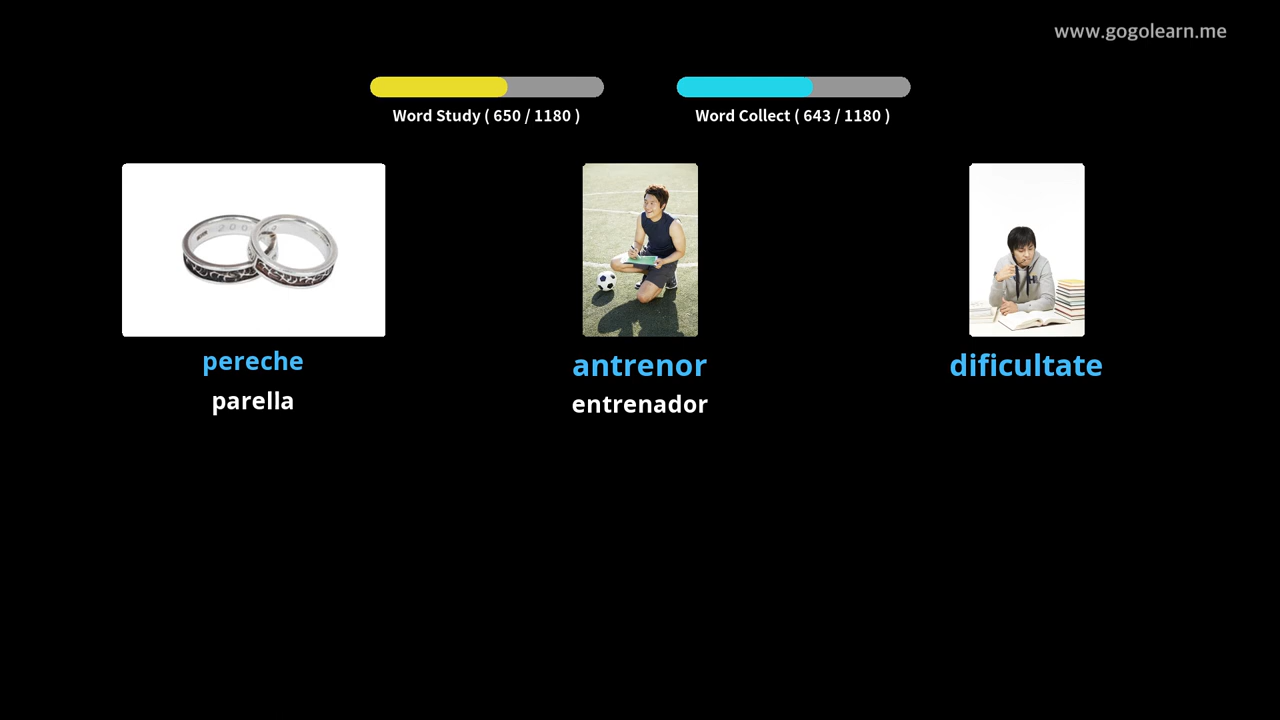 www.gogolearn.me
Word Study ( 650 / 1180 )
Word Collect ( 643 / 1180 )
pereche
parella
antrenor
entrenador
dificultate